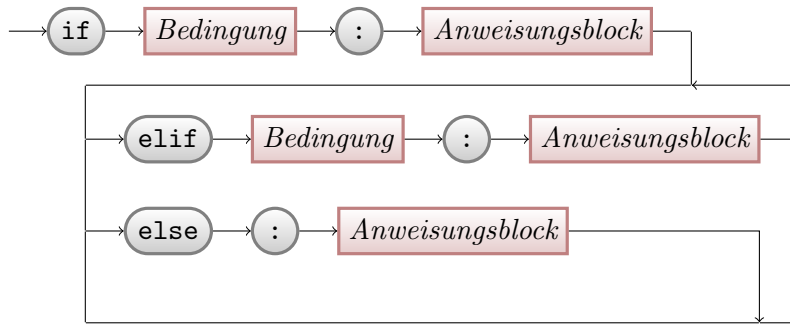 if Bedingung : Anweisungsblock
elif Bedingung : Anweisungsblock
else : Anweisungsblock